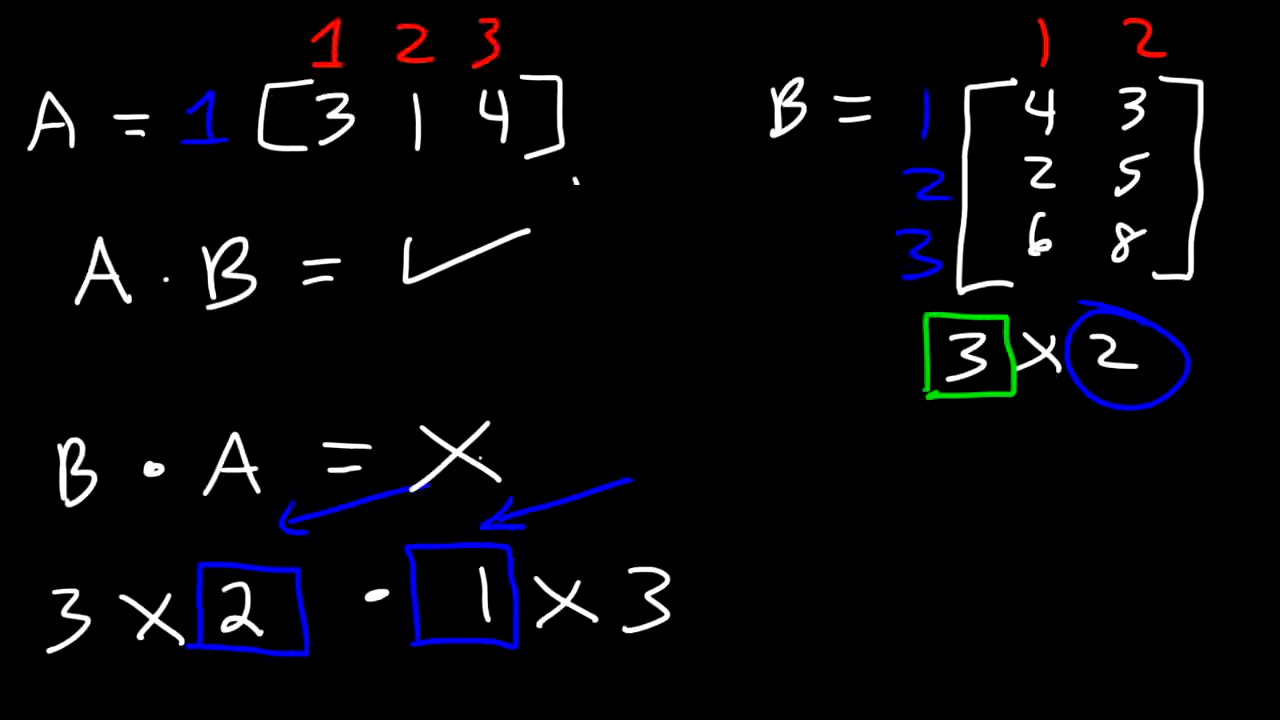 1 2 3
A = 1 [3 1 4]
A · B = ✓
B · A = X
3 x 2 · 1 x 3
1 2
B = 1 [4 3
2 2 5
3 6 8]
3 x 2